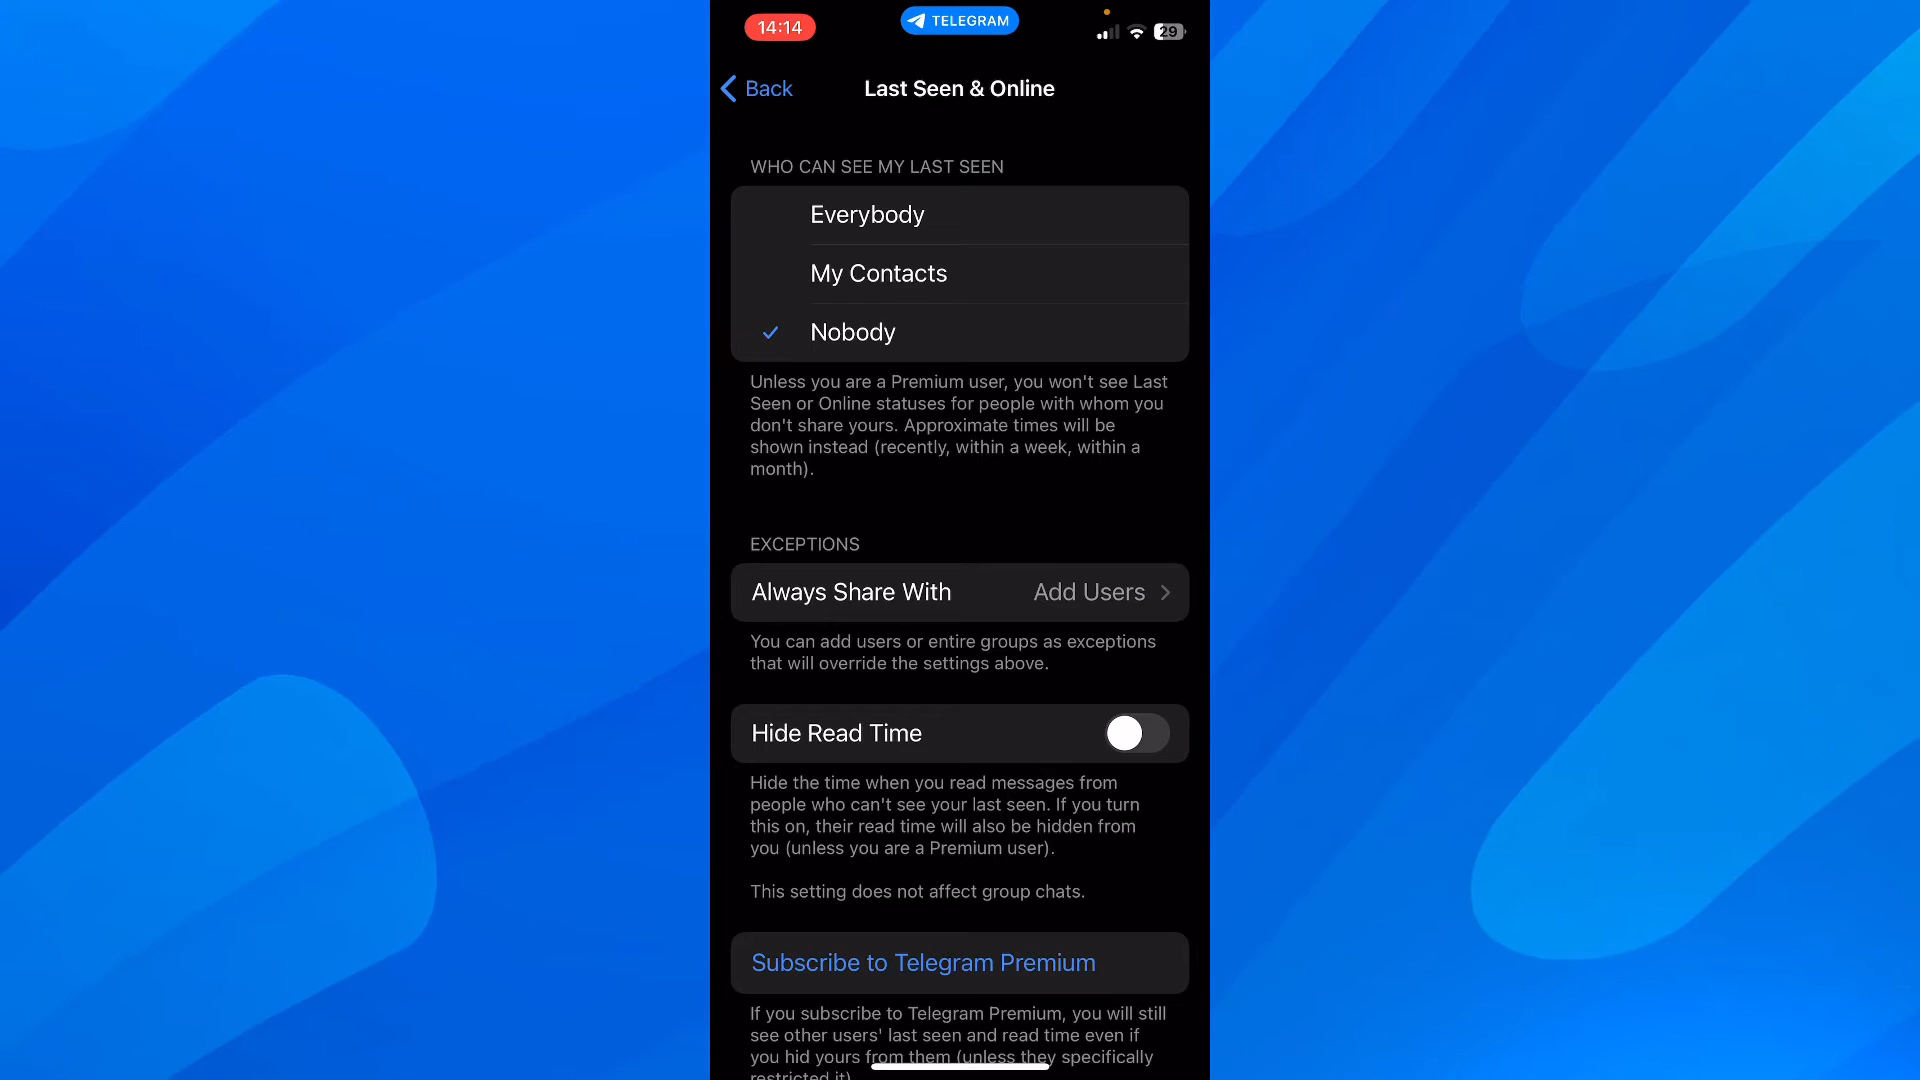 14:14
TELEGRAM
29
Back
Last Seen & Online
WHO CAN SEE MY LAST SEEN
Everybody
My Contacts
Nobody
Unless you are a Premium user, you won't see Last
Seen or Online statuses for people with whom you
don't share yours. Approximate times will be
shown instead (recently, within a week, within a
month).
EXCEPTIONS
Always Share With
Add Users
You can add users or entire groups as exceptions
that will override the settings above.
Hide Read Time
Hide the time when you read messages from
people who can't see your last seen. If you turn
this on, their read time will also be hidden from
you (unless you are a Premium user).
This setting does not affect group chats.
Subscribe to Telegram Premium
If you subscribe to Telegram Premium, you will still
see other users' last seen and read time even if
you hid yours from them (unless they specifically
restricted it).